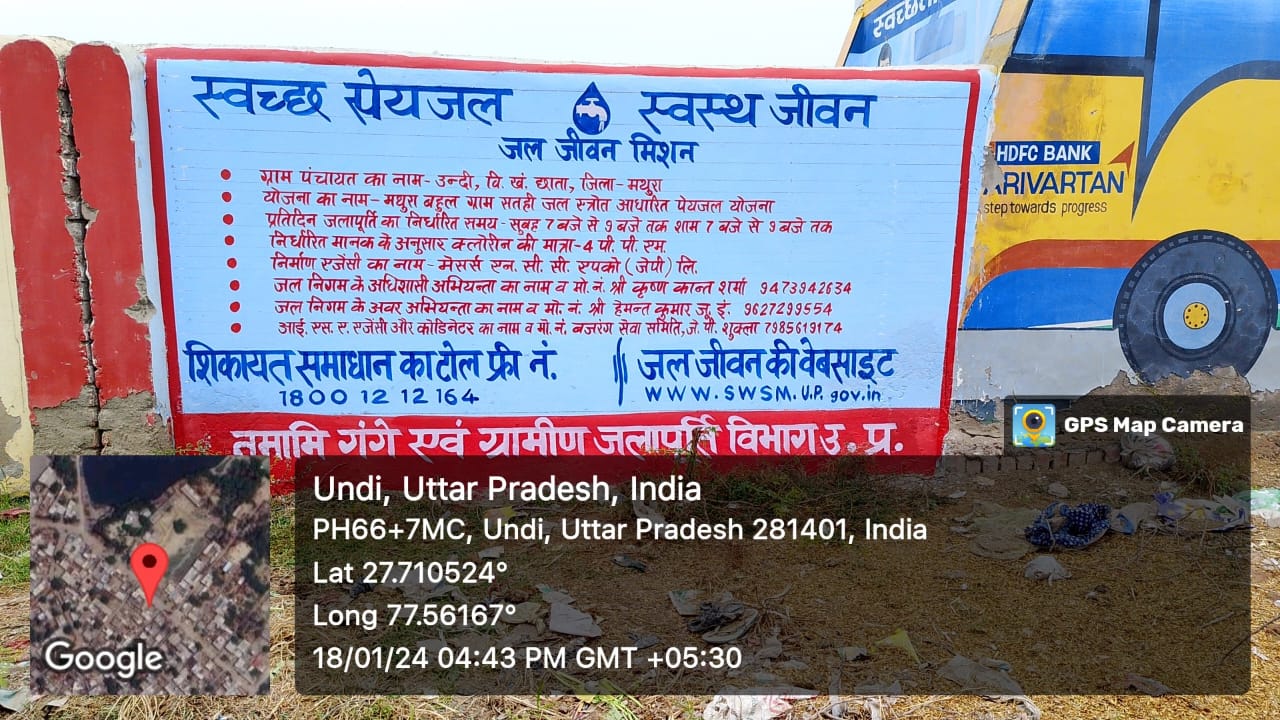 स्वच्छ पेयजल स्वस्थ जीवन
जल जीवन मिशन
ग्राम पंचायत का नाम- उन्दी, वि. खं. छाता, जिला- मथुरा
योजना का नाम- मथुरा बहुल ग्राम सतही जल स्त्रोत आधारित पेयजल योजना
प्रतिदिन जलापूर्ति का निर्धारित समय- सुबह 7 बजे से 9 बजे तक शाम 7 बजे से 9 बजे तक
निर्धारित मानक के अनुसार क्लोरीन की मात्रा- 4 पी. पी. एम.
निर्माण एजेंसी का नाम- मेसर्स एन. सी. सी. एपको (जेपी) लि.
जल निगम के अधिशासी अभियन्ता का नाम व मो. नं. श्री कृष्ण कान्त शर्मा 9473942634
जल निगम के अवर अभियन्ता का नाम व मो. नं. श्री हेमन्त कुमार जू. इं. 9627299554
आई. एस. ए. एजेंसी और कोडिनेटर का नाम व मो. नं. बजरंग सेवा समिति, जे. पी. शुक्ला 7985619174
शिकायत समाधान का टोल फ्री नं.
1800 12 12 164
जल जीवन की वेबसाइट
WWW.SWSM.U.P.gov.in
नमामि गंगे एवं ग्रामीण जलापूर्ति विभाग उ. प्र.
स्वच्छता
HDFC BANK
ARIVARTAN
step towards progress
GPS Map Camera
Undi, Uttar Pradesh, India
PH66+7MC, Undi, Uttar Pradesh 281401, India
Lat 27.710524°
Long 77.56167°
18/01/24 04:43 PM GMT +05:30
Google